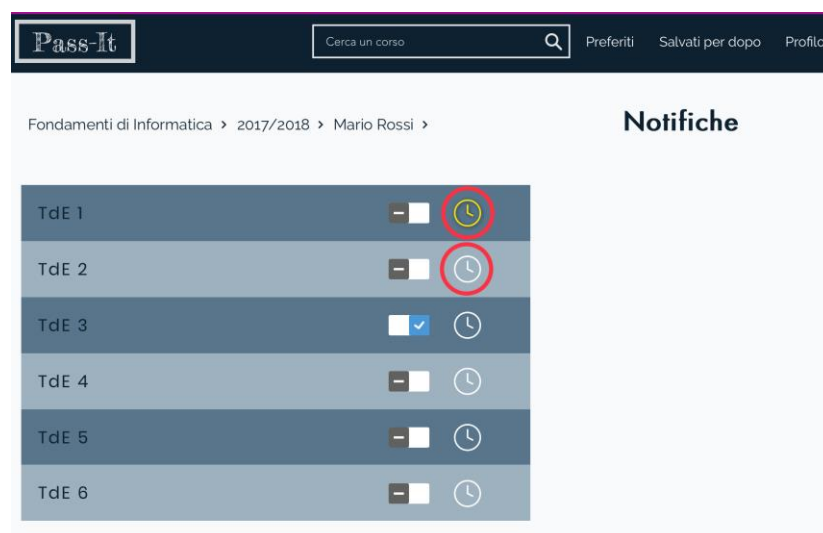 Pass-It
Cerca un corso
Preferiti Salvati per dopo Profilo
Fondamenti di Informatica > 2017/2018 > Mario Rossi >
Notifiche
TdE 1
TdE 2
TdE 3
TdE 4
TdE 5
TdE 6